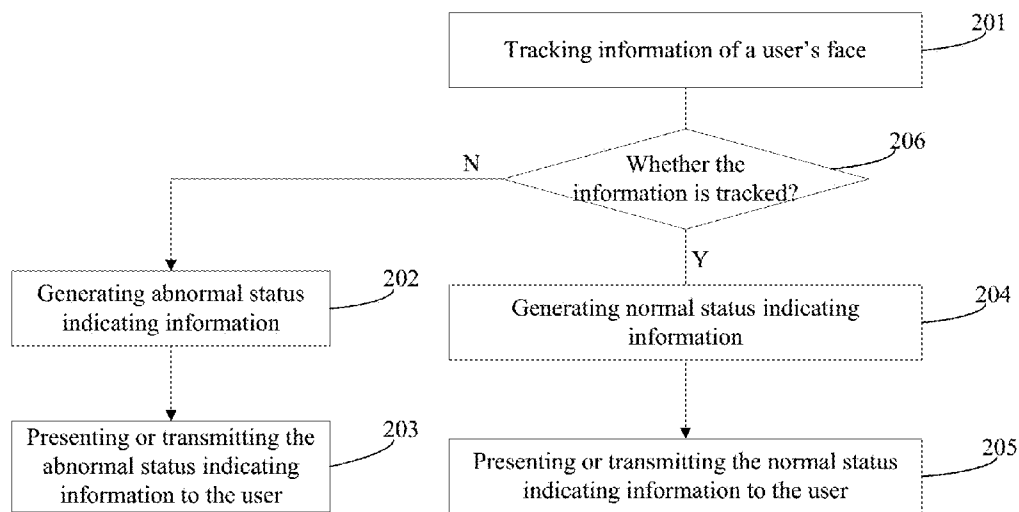 201
Tracking information of a user's face
206
Whether the
information is tracked?
N
Y
202
Generating abnormal status
indicating information
204
Generating normal status indicating
information
203
Presenting or transmitting the
abnormal status indicating
information to the user
205
Presenting or transmitting the normal status
indicating information to the user